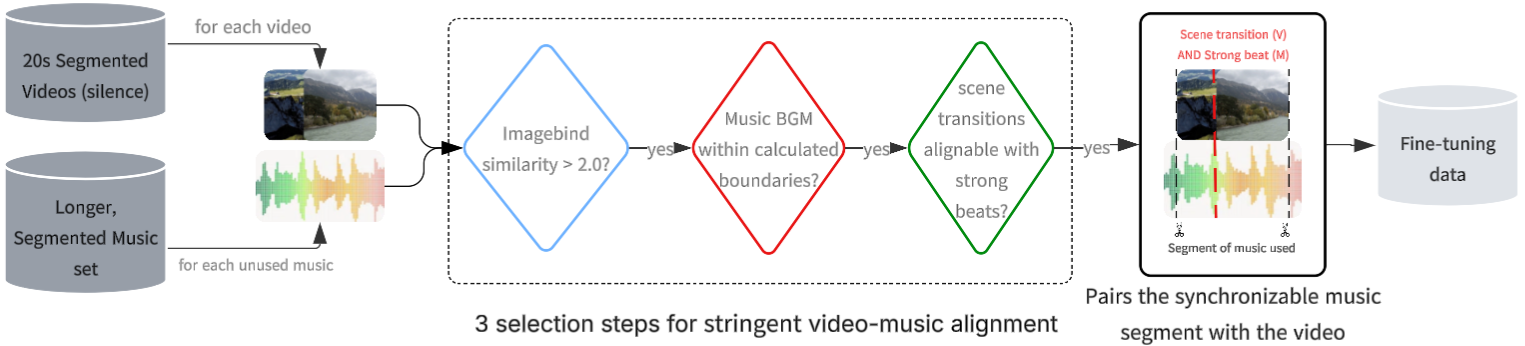 20s Segmented
Videos (silence)
for each video
Longer,
Segmented Music
set
for each unused music
Imagebind
similarity > 2.0?
yes
Music BGM
within calculated
boundaries?
yes
scene
transitions
alignable with
strong
beats?
yes
3 selection steps for stringent video-music alignment
Scene transition (V)
AND Strong beat (M)
Segment of music used
Pairs the synchronizable music
segment with the video
Fine-tuning
data